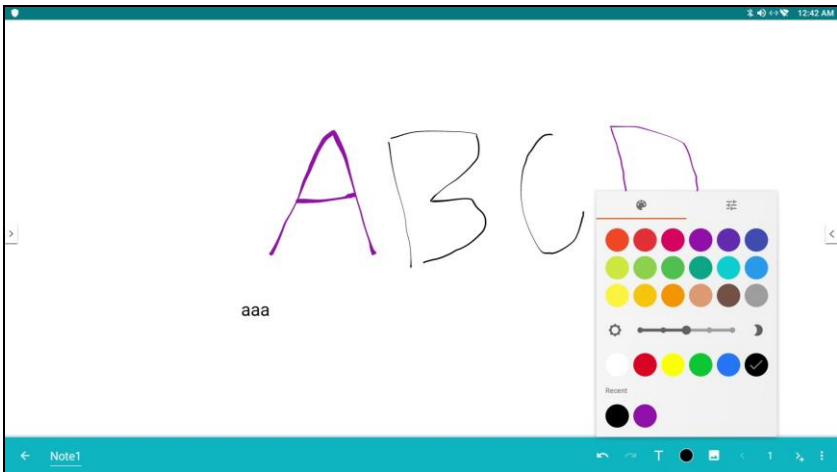 12:42 AM
ABCD
aaa
Recent
Note1
T
1